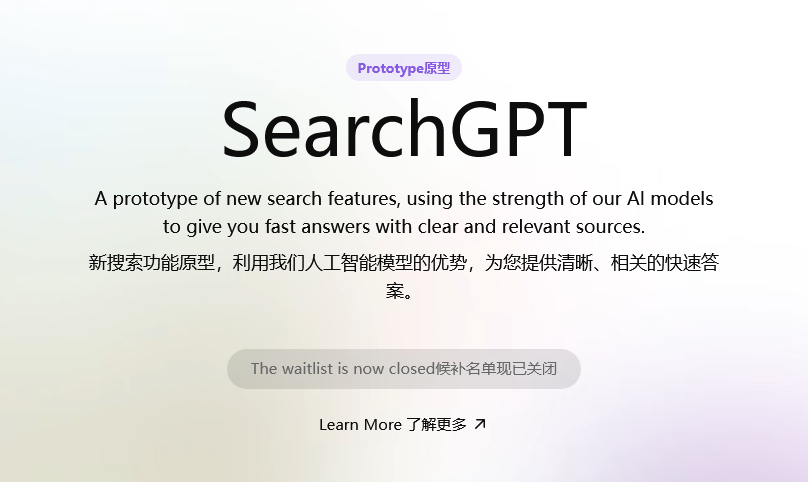 Prototype原型
SearchGPT
A prototype of new search features, using the strength of our AI models
to give you fast answers with clear and relevant sources.
新搜索功能原型，利用我们人工智能模型的优势，为您提供清晰、相关的快速答
案。
The waitlist is now closed候补名单现已关闭
Learn More 了解更多 ↗